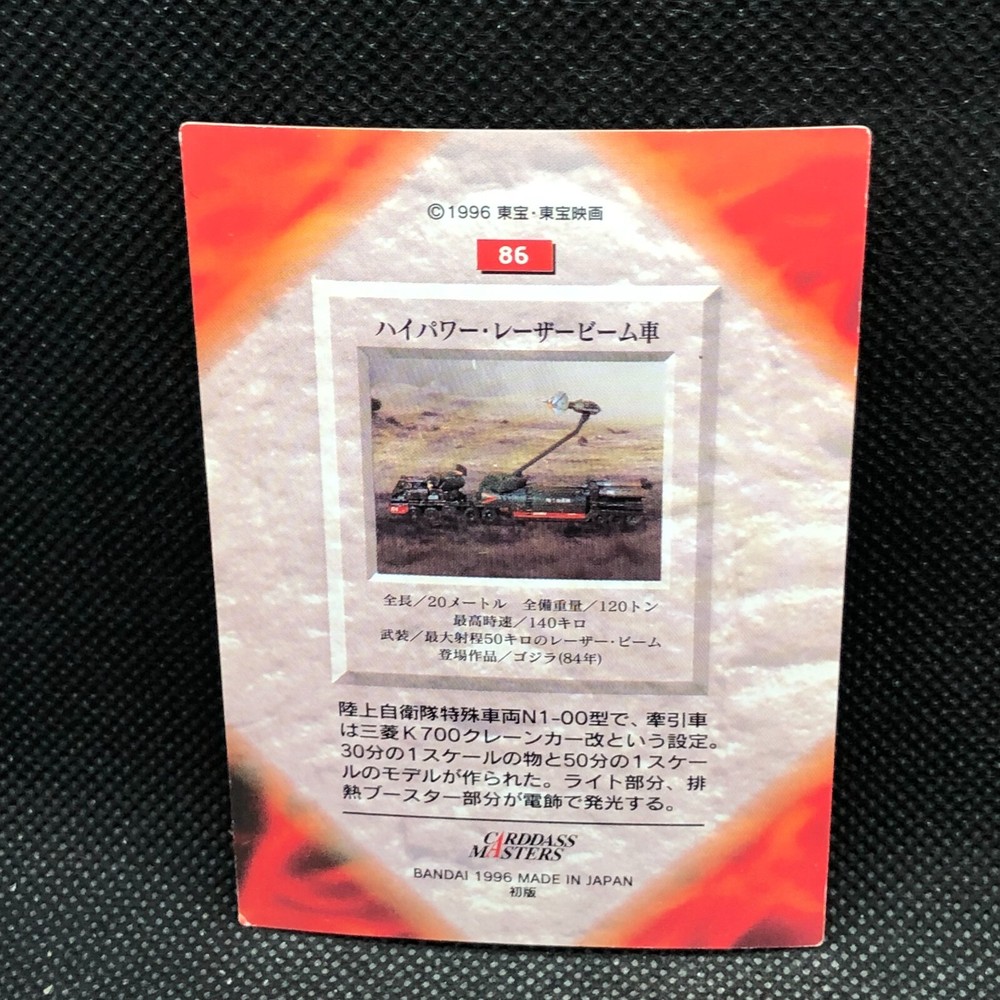 ©1996 東宝・東宝映画
86
ハイパワー・レーザービーム車
全長／20メートル　全備重量／120トン
最高時速／140キロ
武装／最大射程50キロのレーザー・ビーム
登場作品／ゴジラ(84年)
陸上自衛隊特殊車両N1-00型で、牽引車
は三菱K700クレーンカー改という設定。
30分の1スケールの物と50分の1スケー
ルのモデルが作られた。ライト部分、排
熱ブースター部分が電飾で発光する。
CARDDASS
MASTERS
BANDAI 1996 MADE IN JAPAN
初版